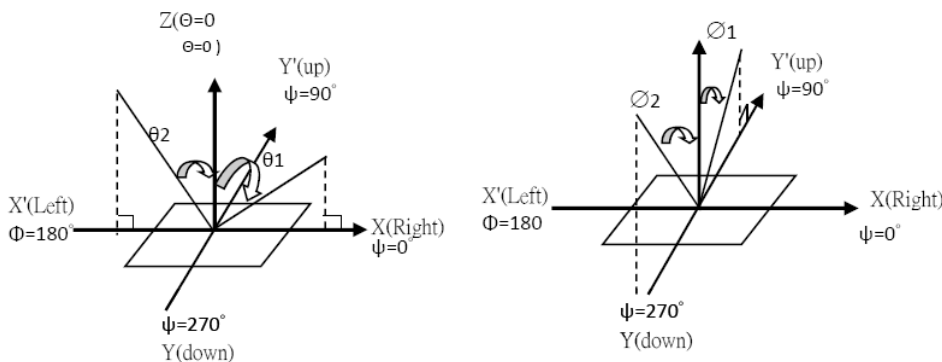 Z(Θ=0
Θ=0 )
Y'(up)
ψ=90°
θ2
θ1
X'(Left)
Φ=180°
X(Right)
ψ=0°
ψ=270°
Y(down)
∅1
Y'(up)
ψ=90°
∅2
X'(Left)
Φ=180
X(Right)
ψ=0°
ψ=270°
Y(down)